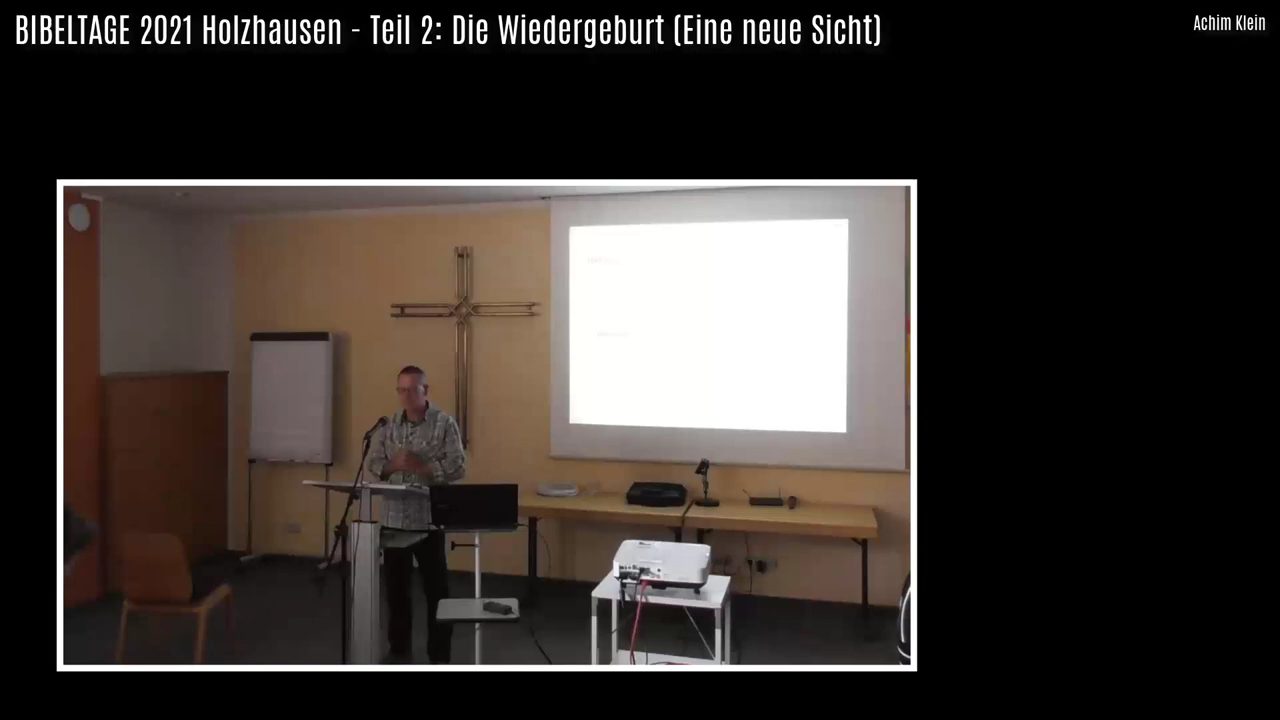 BIBELTAGE 2021 Holzhausen - Teil 2: Die Wiedergeburt (Eine neue Sicht)
Achim Klein